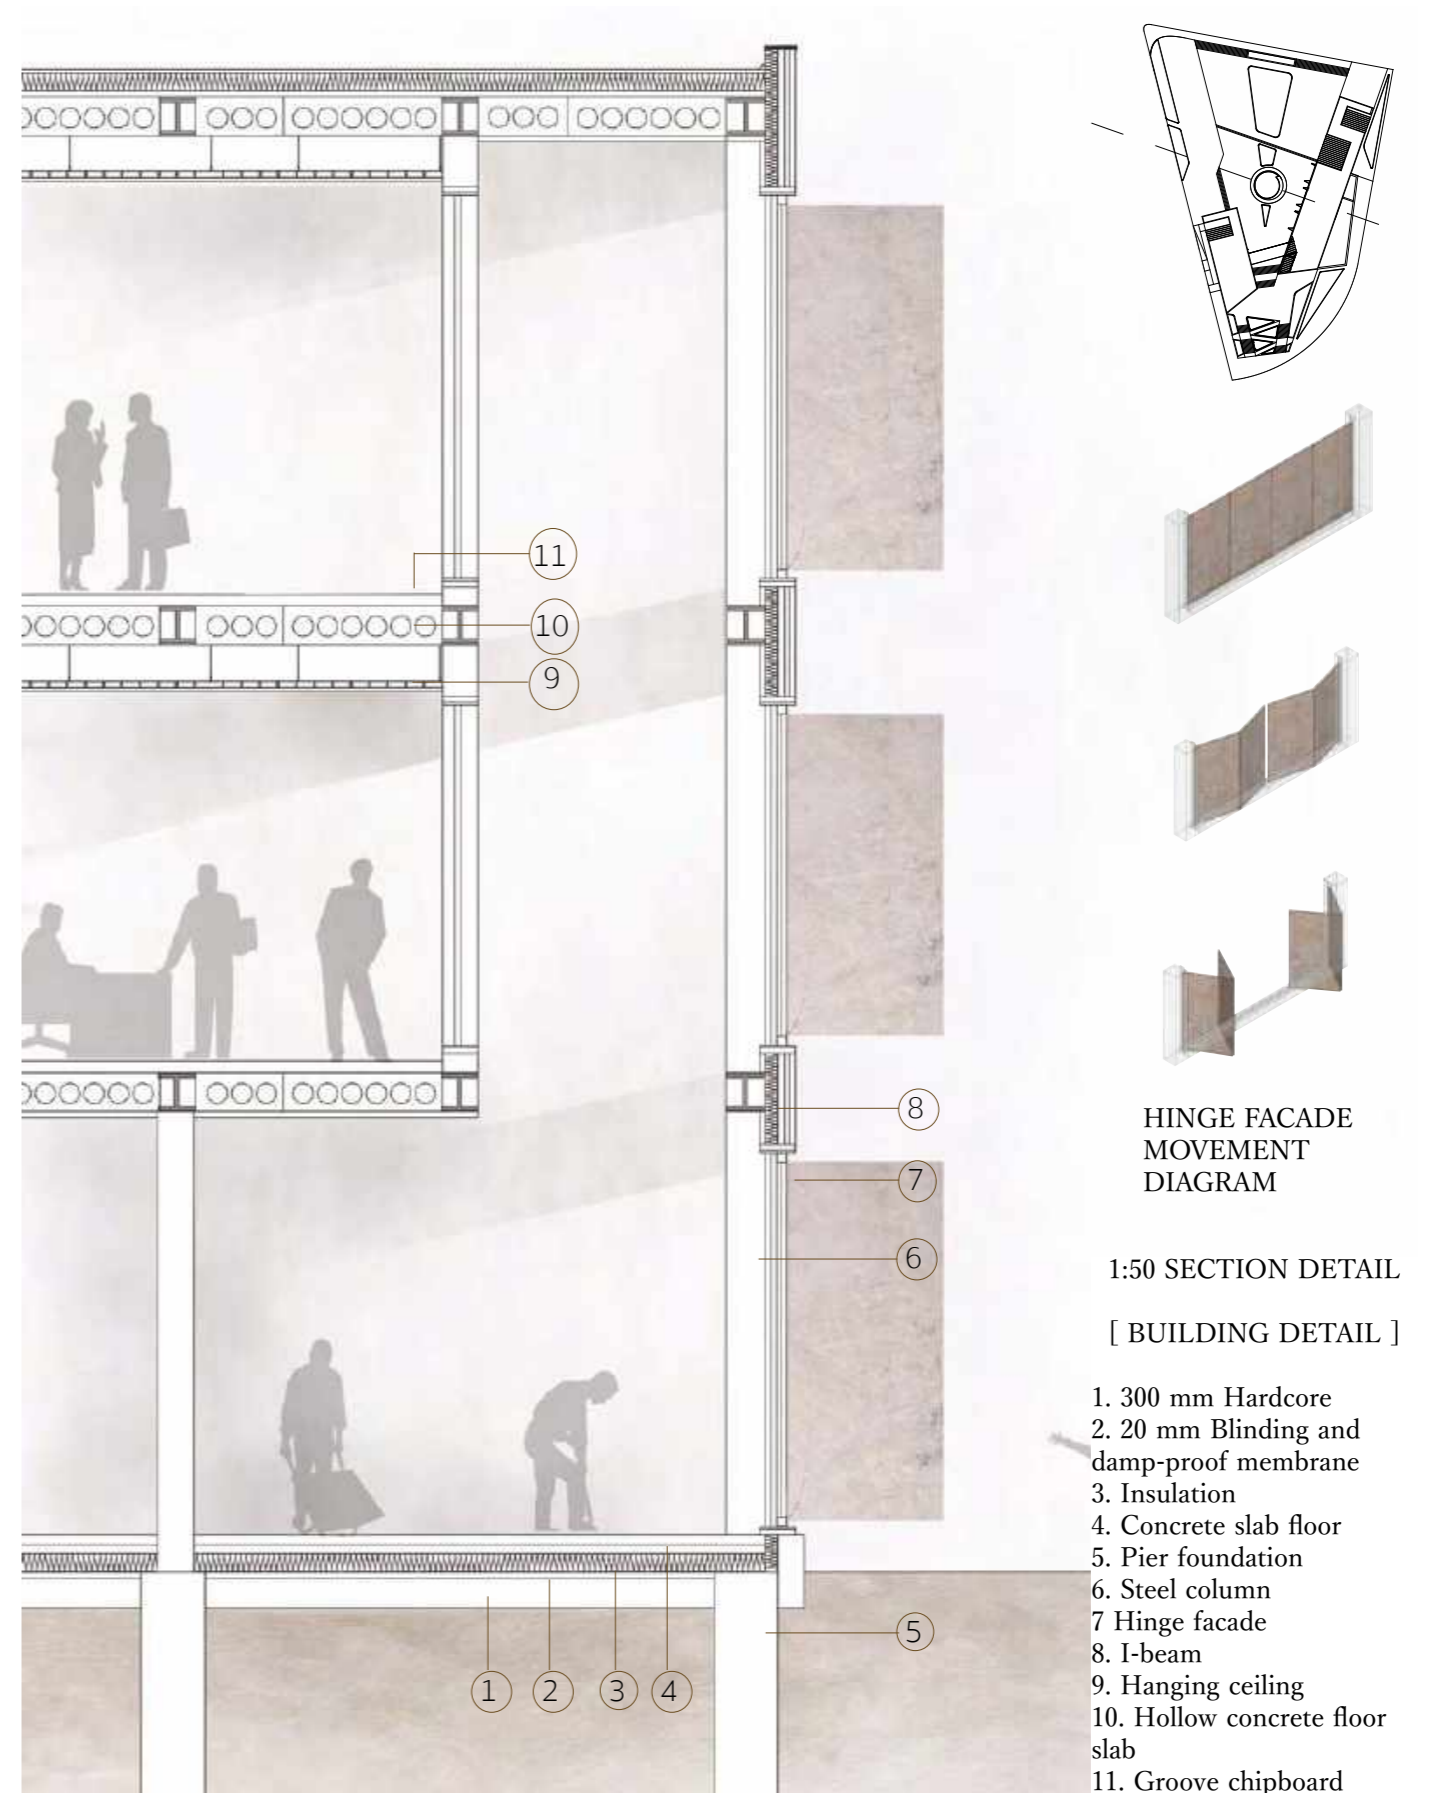 11
10
9
8
7
6
5
1
2
3
4
HINGE FACADE
MOVEMENT
DIAGRAM
1:50 SECTION DETAIL
[ BUILDING DETAIL ]
1. 300 mm Hardcore
2. 20 mm Blinding and
damp-proof membrane
3. Insulation
4. Concrete slab floor
5. Pier foundation
6. Steel column
7 Hinge facade
8. I-beam
9. Hanging ceiling
10. Hollow concrete floor
slab
11. Groove chipboard